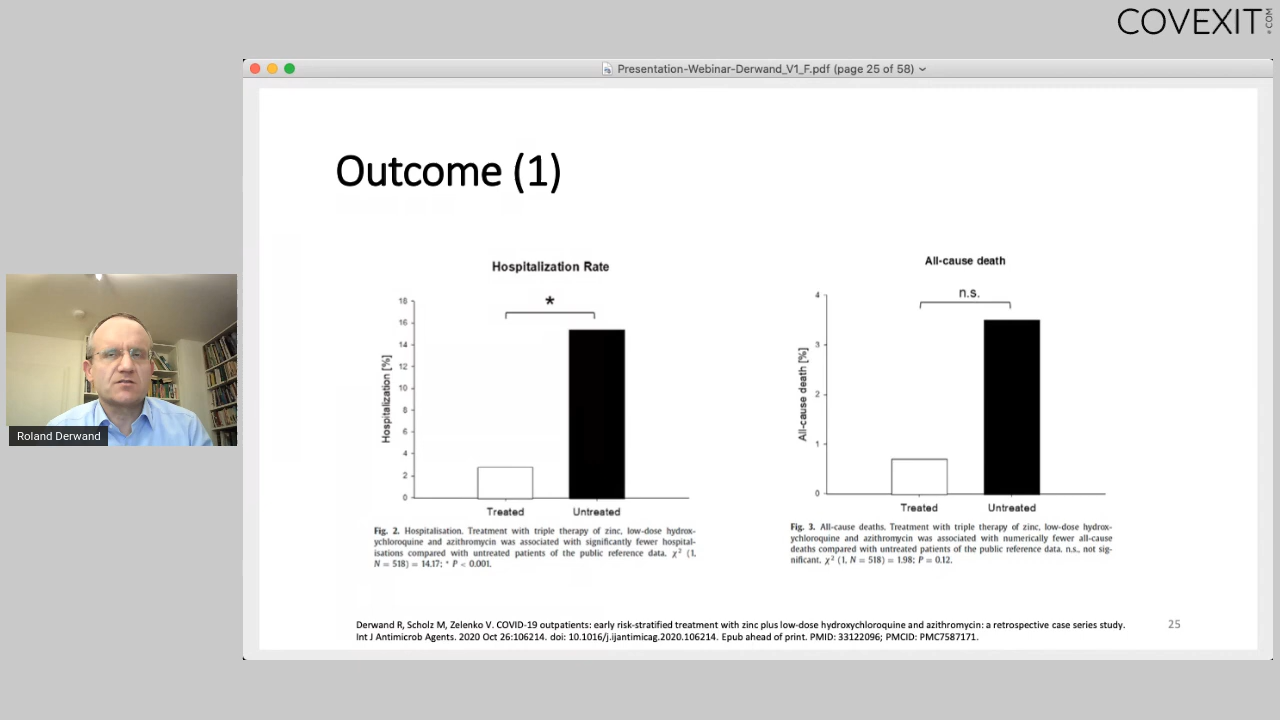 COVEXIT
.COM
Presentation-Webinar-Derwand_V1_F.pdf (page 25 of 58)
Outcome (1)
Hospitalization Rate
*
18
16
14
12
10
8
6
4
2
0
Hospitalization [%]
Treated
Untreated
Fig. 2. Hospitalisation. Treatment with triple therapy of zinc, low-dose hydrox-
ychloroquine and azithromycin was associated with significantly fewer hospital-
isations compared with untreated patients of the public reference data. χ² (1,
N = 518) = 14.17; * P < 0.001.
All-cause death
n.s.
4
3
2
1
0
All-cause death [%]
Treated
Untreated
Fig. 3. All-cause deaths. Treatment with triple therapy of zinc, low-dose hydrox-
ychloroquine and azithromycin was associated with numerically fewer all-cause
deaths compared with untreated patients of the public reference data. n.s., not sig-
nificant. χ² (1, N = 518) = 1.98; P = 0.12.
Roland Derwand
Derwand R, Scholz M, Zelenko V. COVID-19 outpatients: early risk-stratified treatment with zinc plus low-dose hydroxychloroquine and azithromycin: a retrospective case series study.
Int J Antimicrob Agents. 2020 Oct 26:106214. doi: 10.1016/j.ijantimicag.2020.106214. Epub ahead of print. PMID: 33122096; PMCID: PMC7587171.
25